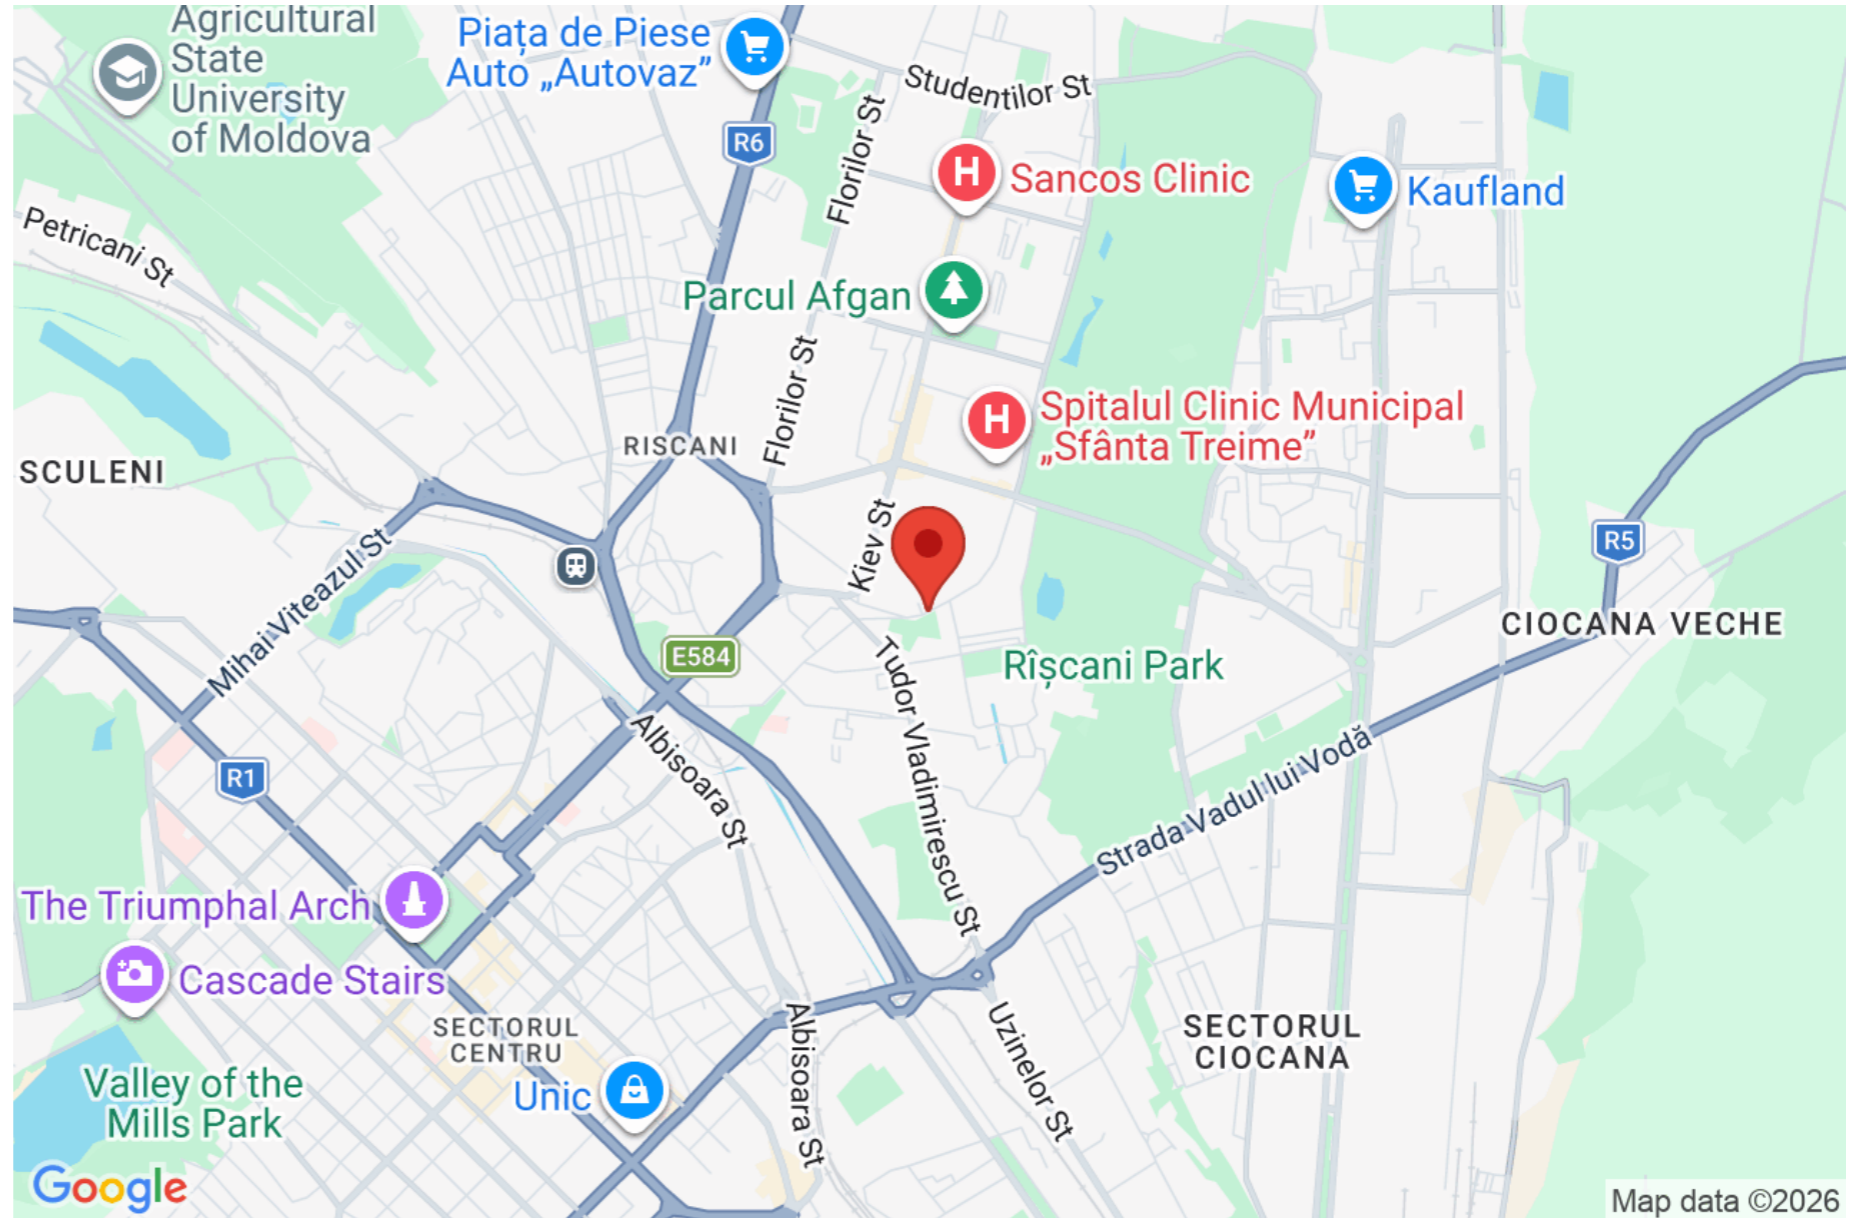 Agricultural
State
University
of Moldova
Piața de Piese
Auto „Autovaz”
Studentilor St
R6
Florilor St
Sancos Clinic
Kaufland
Petricani St
Parcul Afgan
Florilor St
Spitalul Clinic Municipal
„Sfânta Treime”
RISCANI
SCULENI
Kiev St
R5
Mihai Viteazul St
CIOCANA VECHE
E584
Rîșcani Park
Tudor Vladimirescu St
Albisoara St
Strada Vadul lui Vodă
R1
The Triumphal Arch
Cascade Stairs
SECTORUL
CENTRU
Albisoara St
Uzinelor St
SECTORUL
CIOCANA
Valley of the
Mills Park
Unic
Google
Map data ©2026